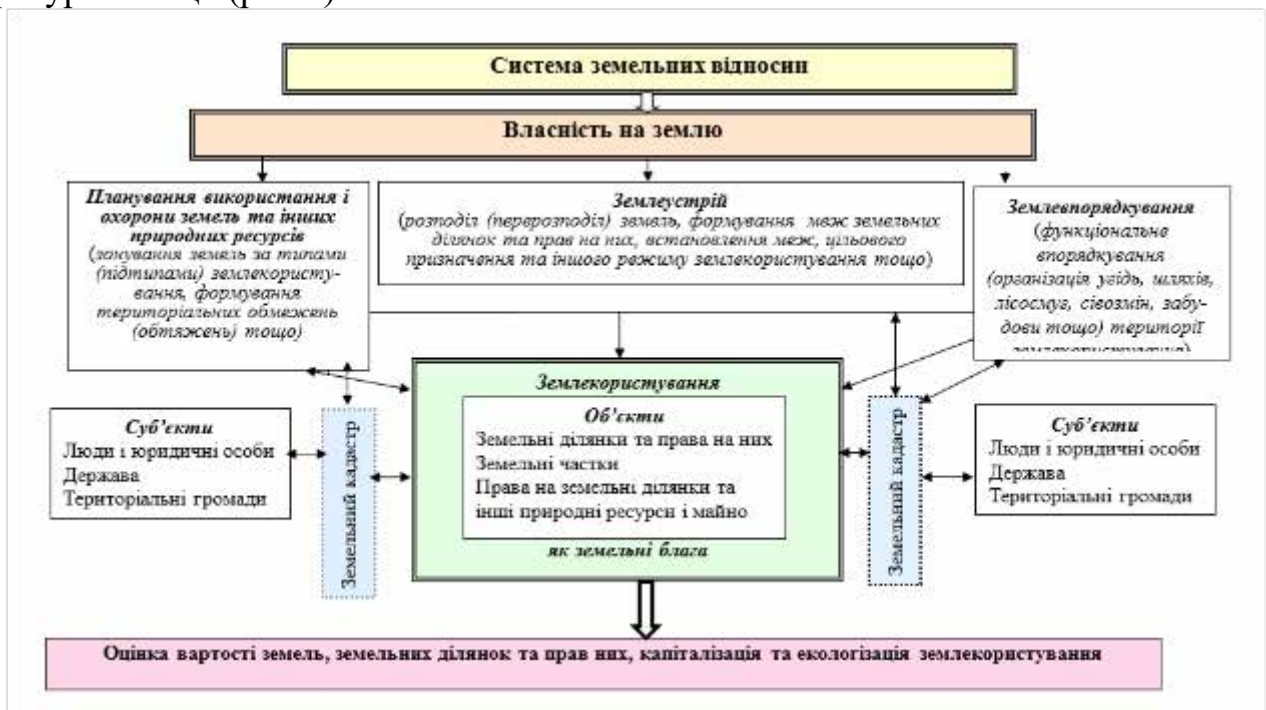 Система земельних відносин
Власність на землю
Планування використання і
охорони земель та інших
природних ресурсів
(зонування земель за типами
(підтипами) землекористу-
вання, формування
територіальних обмежень
(обтяжень) тощо)
Землеустрій
(розподіл (перерозподіл) земель, формування меж земельних
ділянок та прав на них, встановлення меж, цільового
призначення та іншого режиму землекористування тощо)
Землевпорядкування
(функціональне
впорядкування
(організація угідь, шляхів,
лісосмуг, сівозмін, забу-
дови тощо) території
Суб’єкти
Люди і юридичні особи
Держава
Територіальні громади
Земельний кадастр
Землекористування
Об’єкти
Земельні ділянки та права на них
Земельні частки
Права на земельні ділянки та
інші природні ресурси і майно
як земельні блага
Земельний кадастр
Суб’єкти
Люди і юридичні особи
Держава
Територіальні громади
Оцінка вартості земель, земельних ділянок та прав них, капіталізація та екологізація землекористування